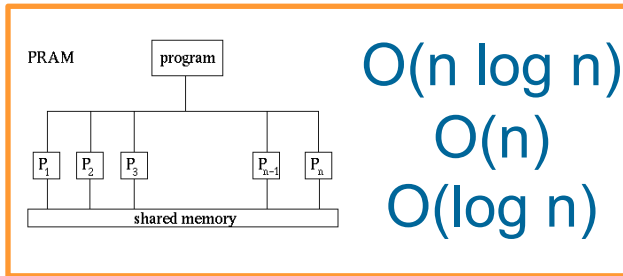 PRAM
program
P1 P2 P3 Pn-1 Pn
shared memory
O(n log n)
O(n)
O(log n)